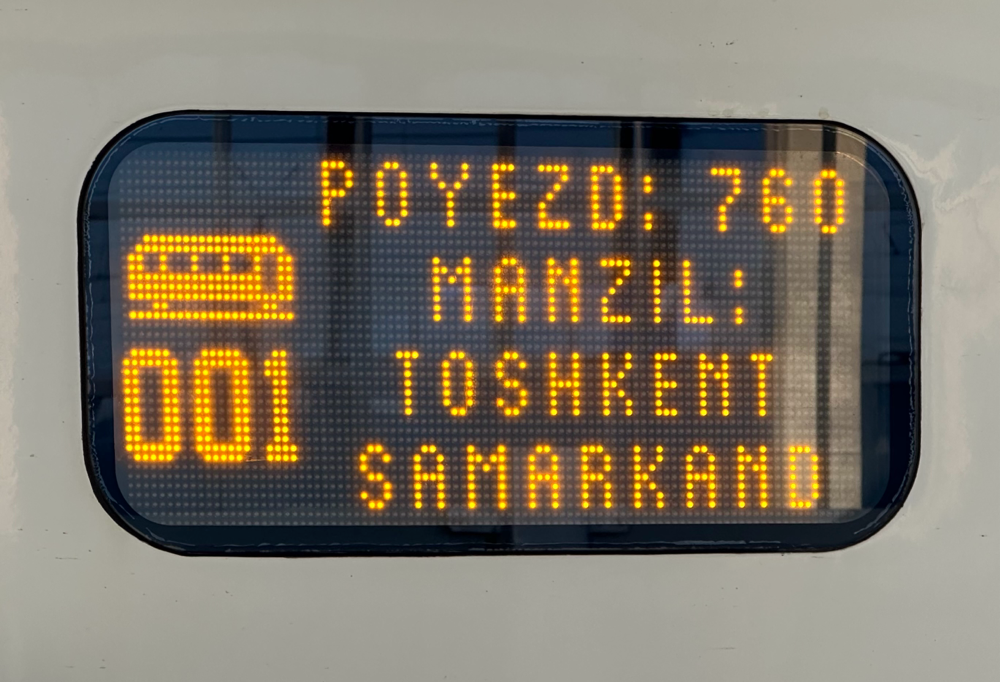 POYEZD: 760
MANZIL:
TOSHKENT
SAMARKAND
001